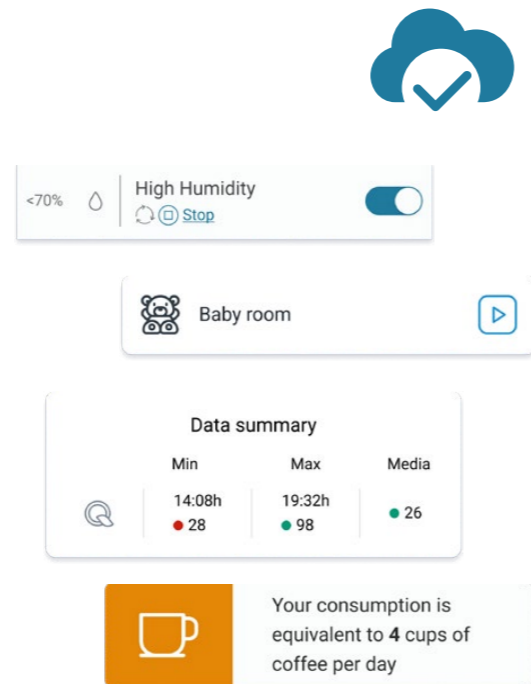 <70%
High Humidity
Stop
Baby room
Data summary
Min Max Media
14:08h 19:32h
28 98 26
Your consumption is
equivalent to 4 cups of
coffee per day